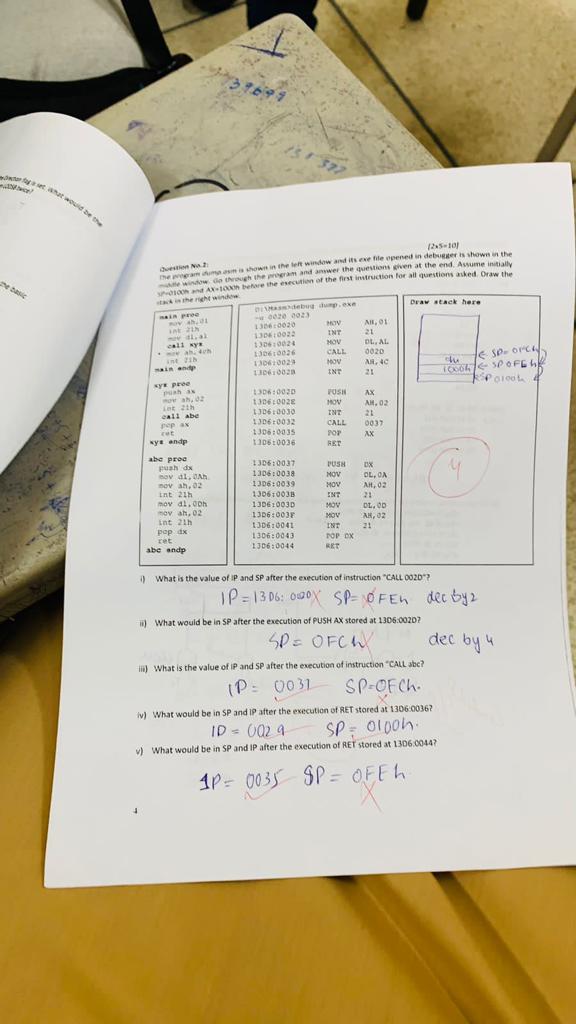 39699
[2x5=10]
Question No.2:
The program dump.asm is shown in the left window and its exe file opened in debugger is shown in the
middle window. Go through the program and answer the questions given at the end. Assume initially
SP=0100h and AX=1000h before the execution of the first instruction for all questions asked. Draw the
stack in the right window.
main proc
mov ah,01
int 21h
mov dl,al
call xyz
mov ah,4ch
int 21h
main endp
xyz proc
push ax
mov ah,02
int 21h
call abc
pop ax
ret
xyz endp
abc proc
push dx
mov dl,0Ah
mov ah,02
int 21h
mov dl,0Dh
mov ah,02
int 21h
pop dx
ret
abc endp
D:\Masm>debug dump.exe
-u 0020 0023
13D6:0020 MOV AH,01
13D6:0022 INT 21
13D6:0024 MOV DL,AL
13D6:0026 CALL 002D
13D6:0029 MOV AH,4C
13D6:002B INT 21
13D6:002D PUSH AX
13D6:002E MOV AH,02
13D6:0030 INT 21
13D6:0032 CALL 0037
13D6:0035 POP AX
13D6:0036 RET
13D6:0037 PUSH DX
13D6:0038 MOV DL,0A
13D6:0039 MOV AH,02
13D6:003B INT 21
13D6:003D MOV DL,0D
13D6:003F MOV AH,02
13D6:0041 INT 21
13D6:0043 POP DX
13D6:0044 RET
Draw stack here
SP=0FCh
1000h SP 0FEh
SP 0100h
4
i) What is the value of IP and SP after the execution of instruction "CALL 002D"?
IP=13D6: 0020 SP= 0FEh dec by 2
ii) What would be in SP after the execution of PUSH AX stored at 13D6:002D?
SP= 0FCh dec by 4
iii) What is the value of IP and SP after the execution of instruction "CALL abc?
IP= 0037 SP=0FCh.
iv) What would be in SP and IP after the execution of RET stored at 13D6:0036?
IP = 0029 SP= 0100h.
v) What would be in SP and IP after the execution of RET stored at 13D6:0044?
IP= 0035 SP= 0FEh
4